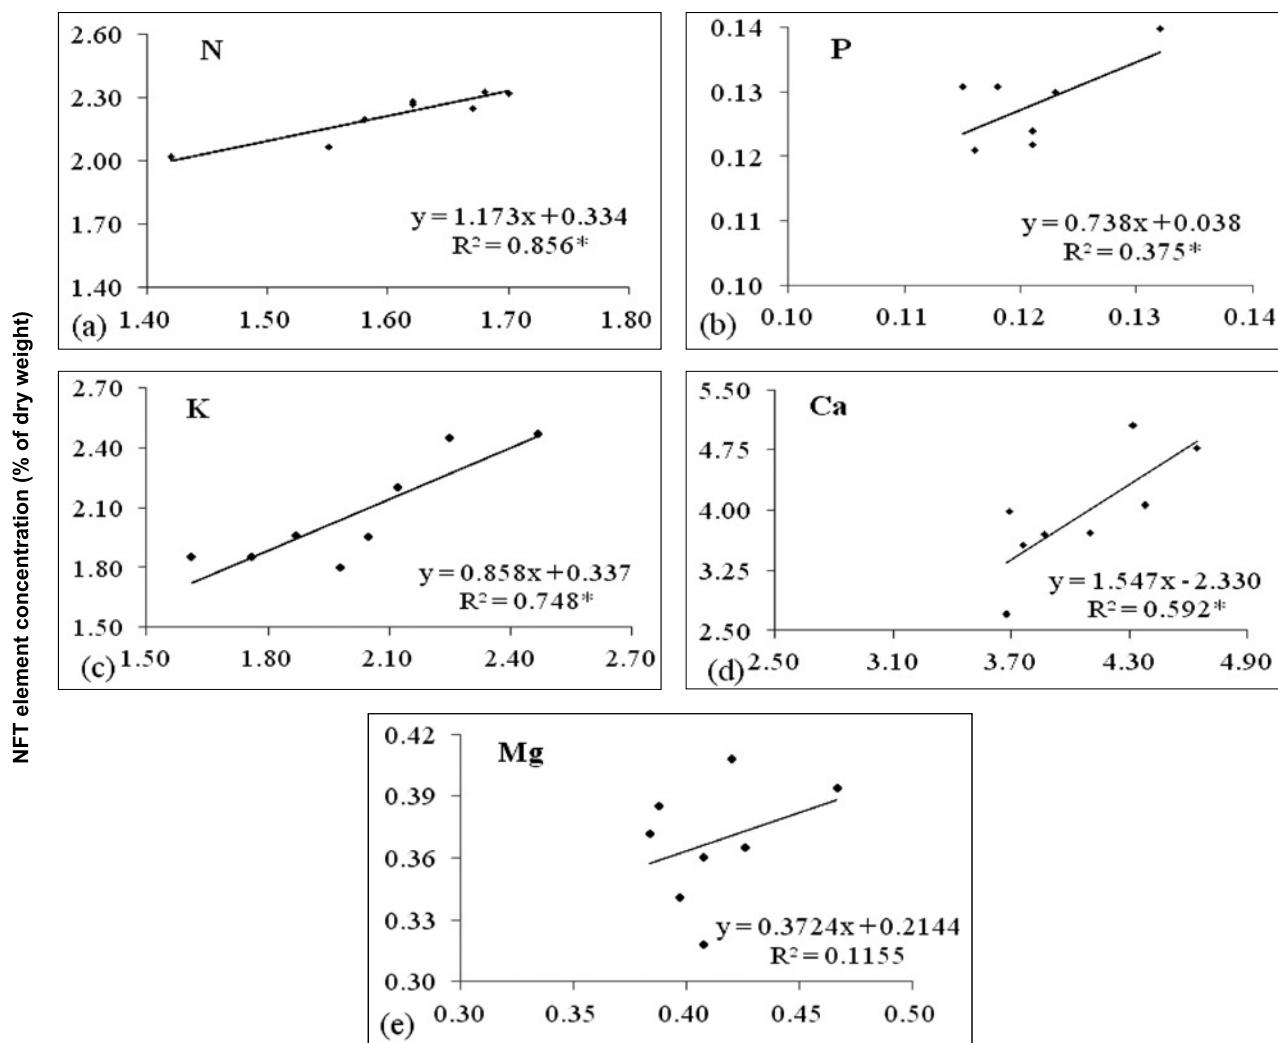 NFT element concentration (% of dry weight)
N
2.60
2.30
2.00
1.70
1.40
y = 1.173x + 0.334
R² = 0.856*
1.40 1.50 1.60 1.70 1.80
(a)
P
0.14
0.13
0.12
0.11
0.10
y = 0.738x + 0.038
R² = 0.375*
0.10 0.11 0.12 0.13 0.14
(b)
K
2.70
2.40
2.10
1.80
1.50
y = 0.858x + 0.337
R² = 0.748*
1.50 1.80 2.10 2.40 2.70
(c)
Ca
5.50
4.75
4.00
3.25
2.50
y = 1.547x - 2.330
R² = 0.592*
2.50 3.10 3.70 4.30 4.90
(d)
Mg
0.42
0.39
0.36
0.33
0.30
y = 0.3724x + 0.2144
R² = 0.1155
0.30 0.35 0.40 0.45 0.50
(e)